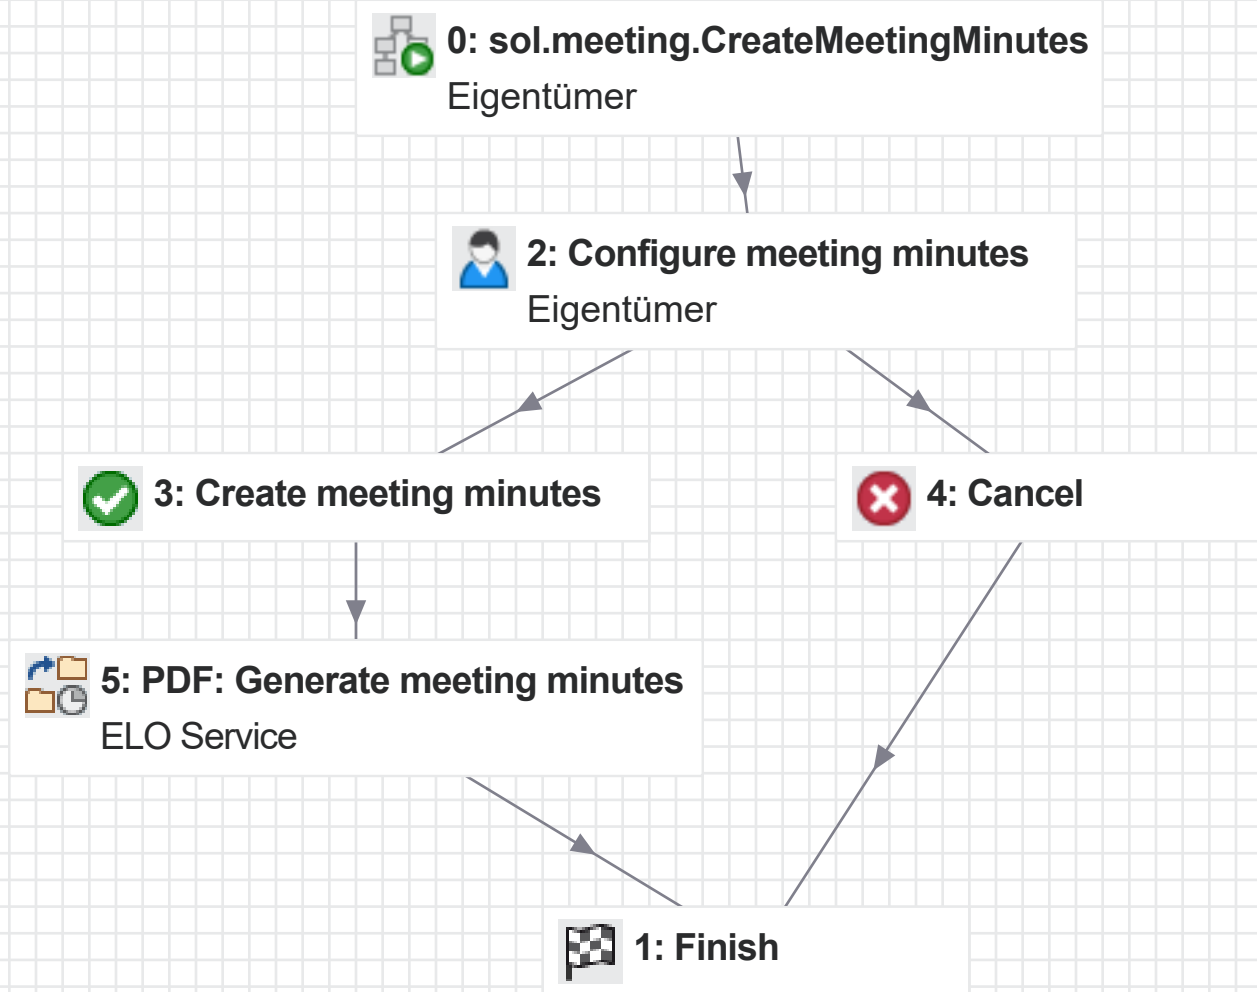 0: sol.meeting.CreateMeetingMinutes
Eigentümer
2: Configure meeting minutes
Eigentümer
3: Create meeting minutes
4: Cancel
5: PDF: Generate meeting minutes
ELO Service
1: Finish